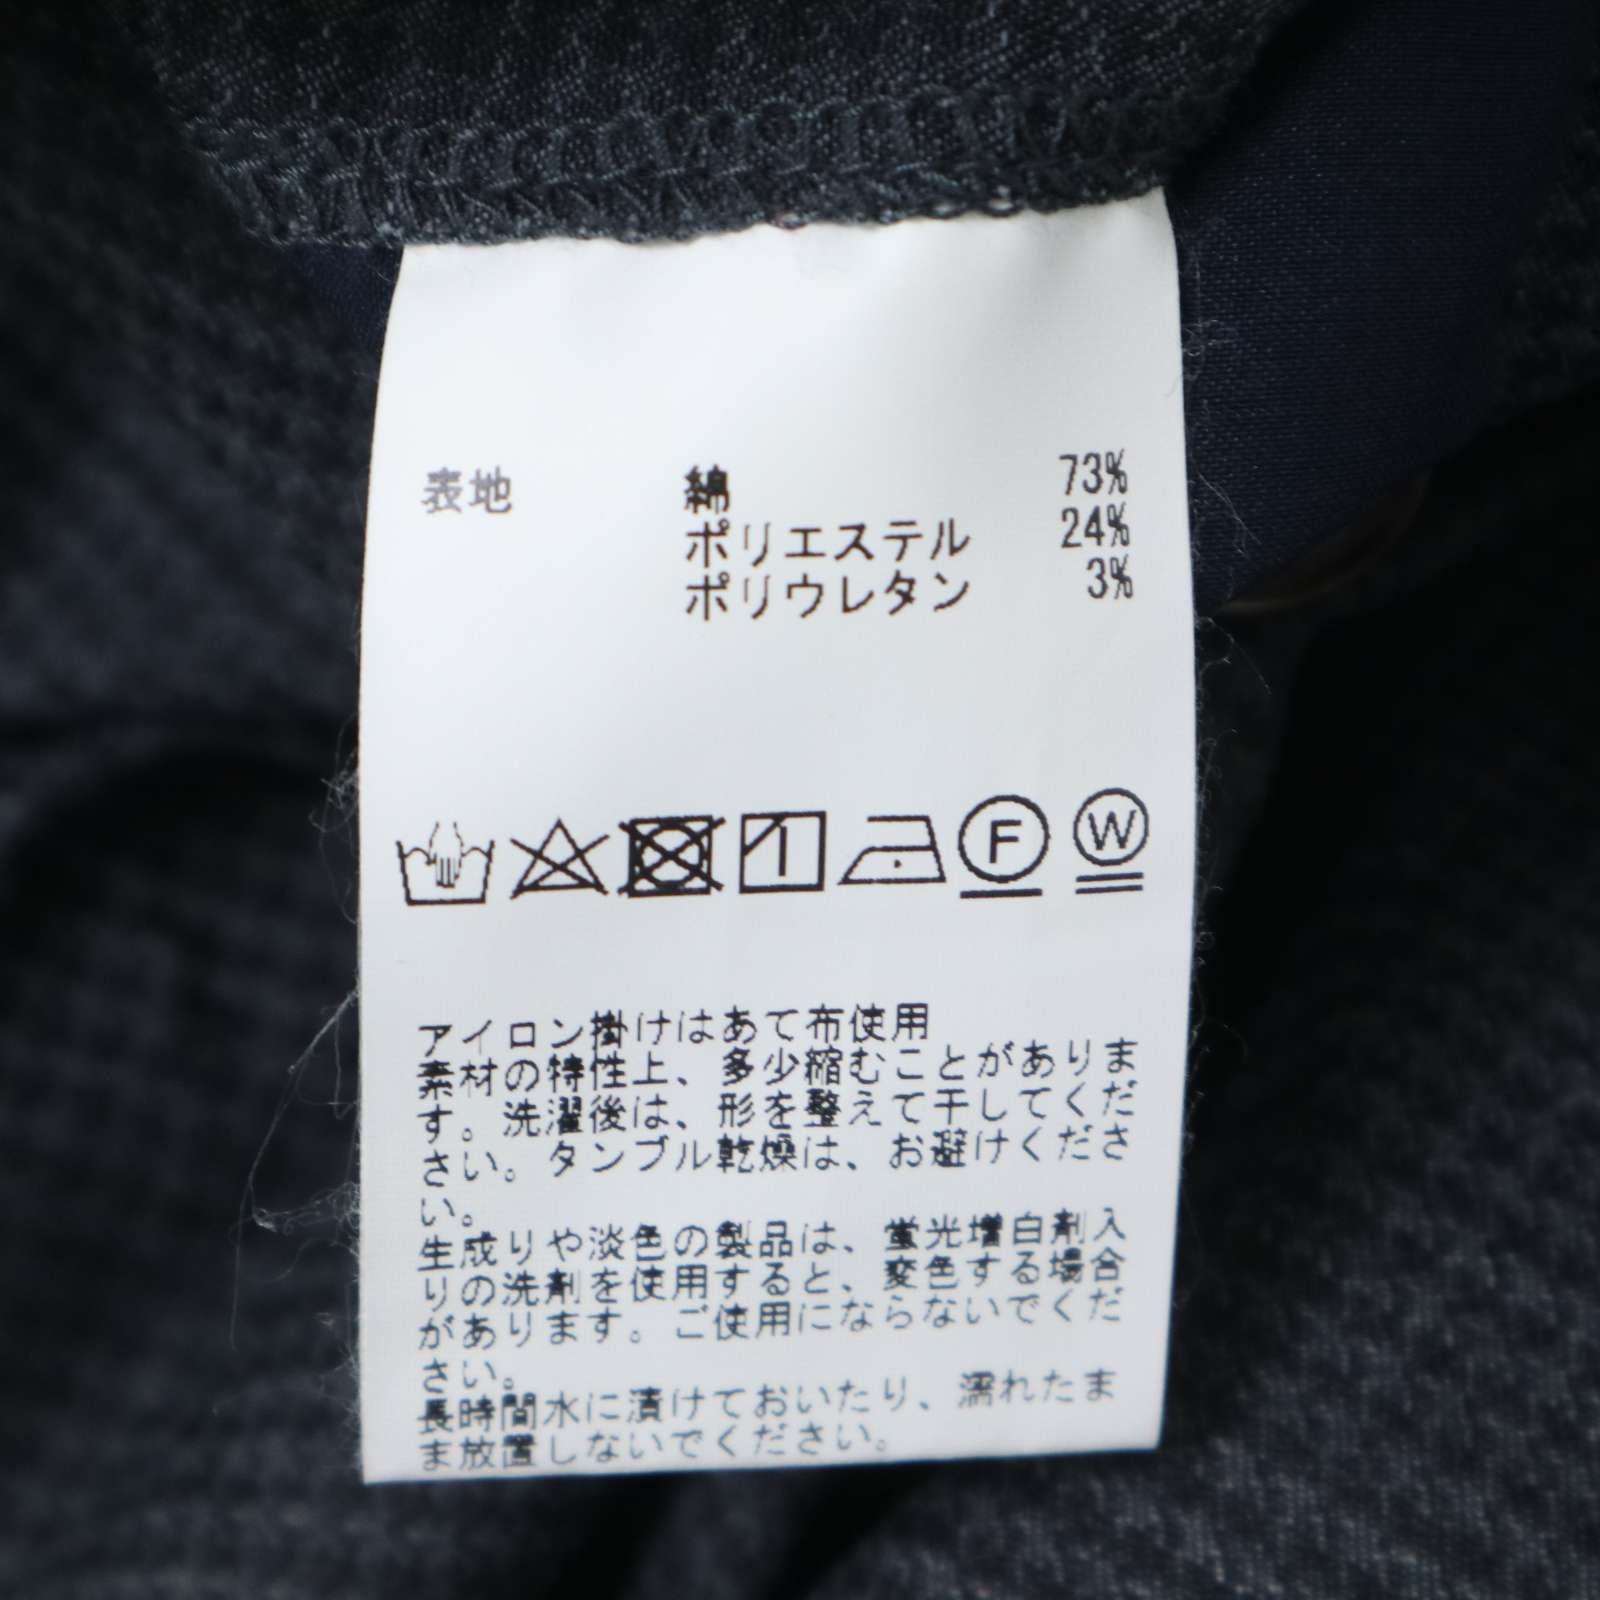 表地 綿 73%
ポリエステル 24%
ポリウレタン 3%
F W
アイロン掛けはあて布使用
素材の特性上、多少縮むことがありま
す。洗濯後は、形を整えて干してくだ
さい。タンブル乾燥は、お避けくださ
い。
生成りや淡色の製品は、蛍光増白剤入
りの洗剤を使用すると、変色する場合
があります。ご使用にならないでくだ
さい。
長時間水に漬けておいたり、濡れたま
ま放置しないでください。